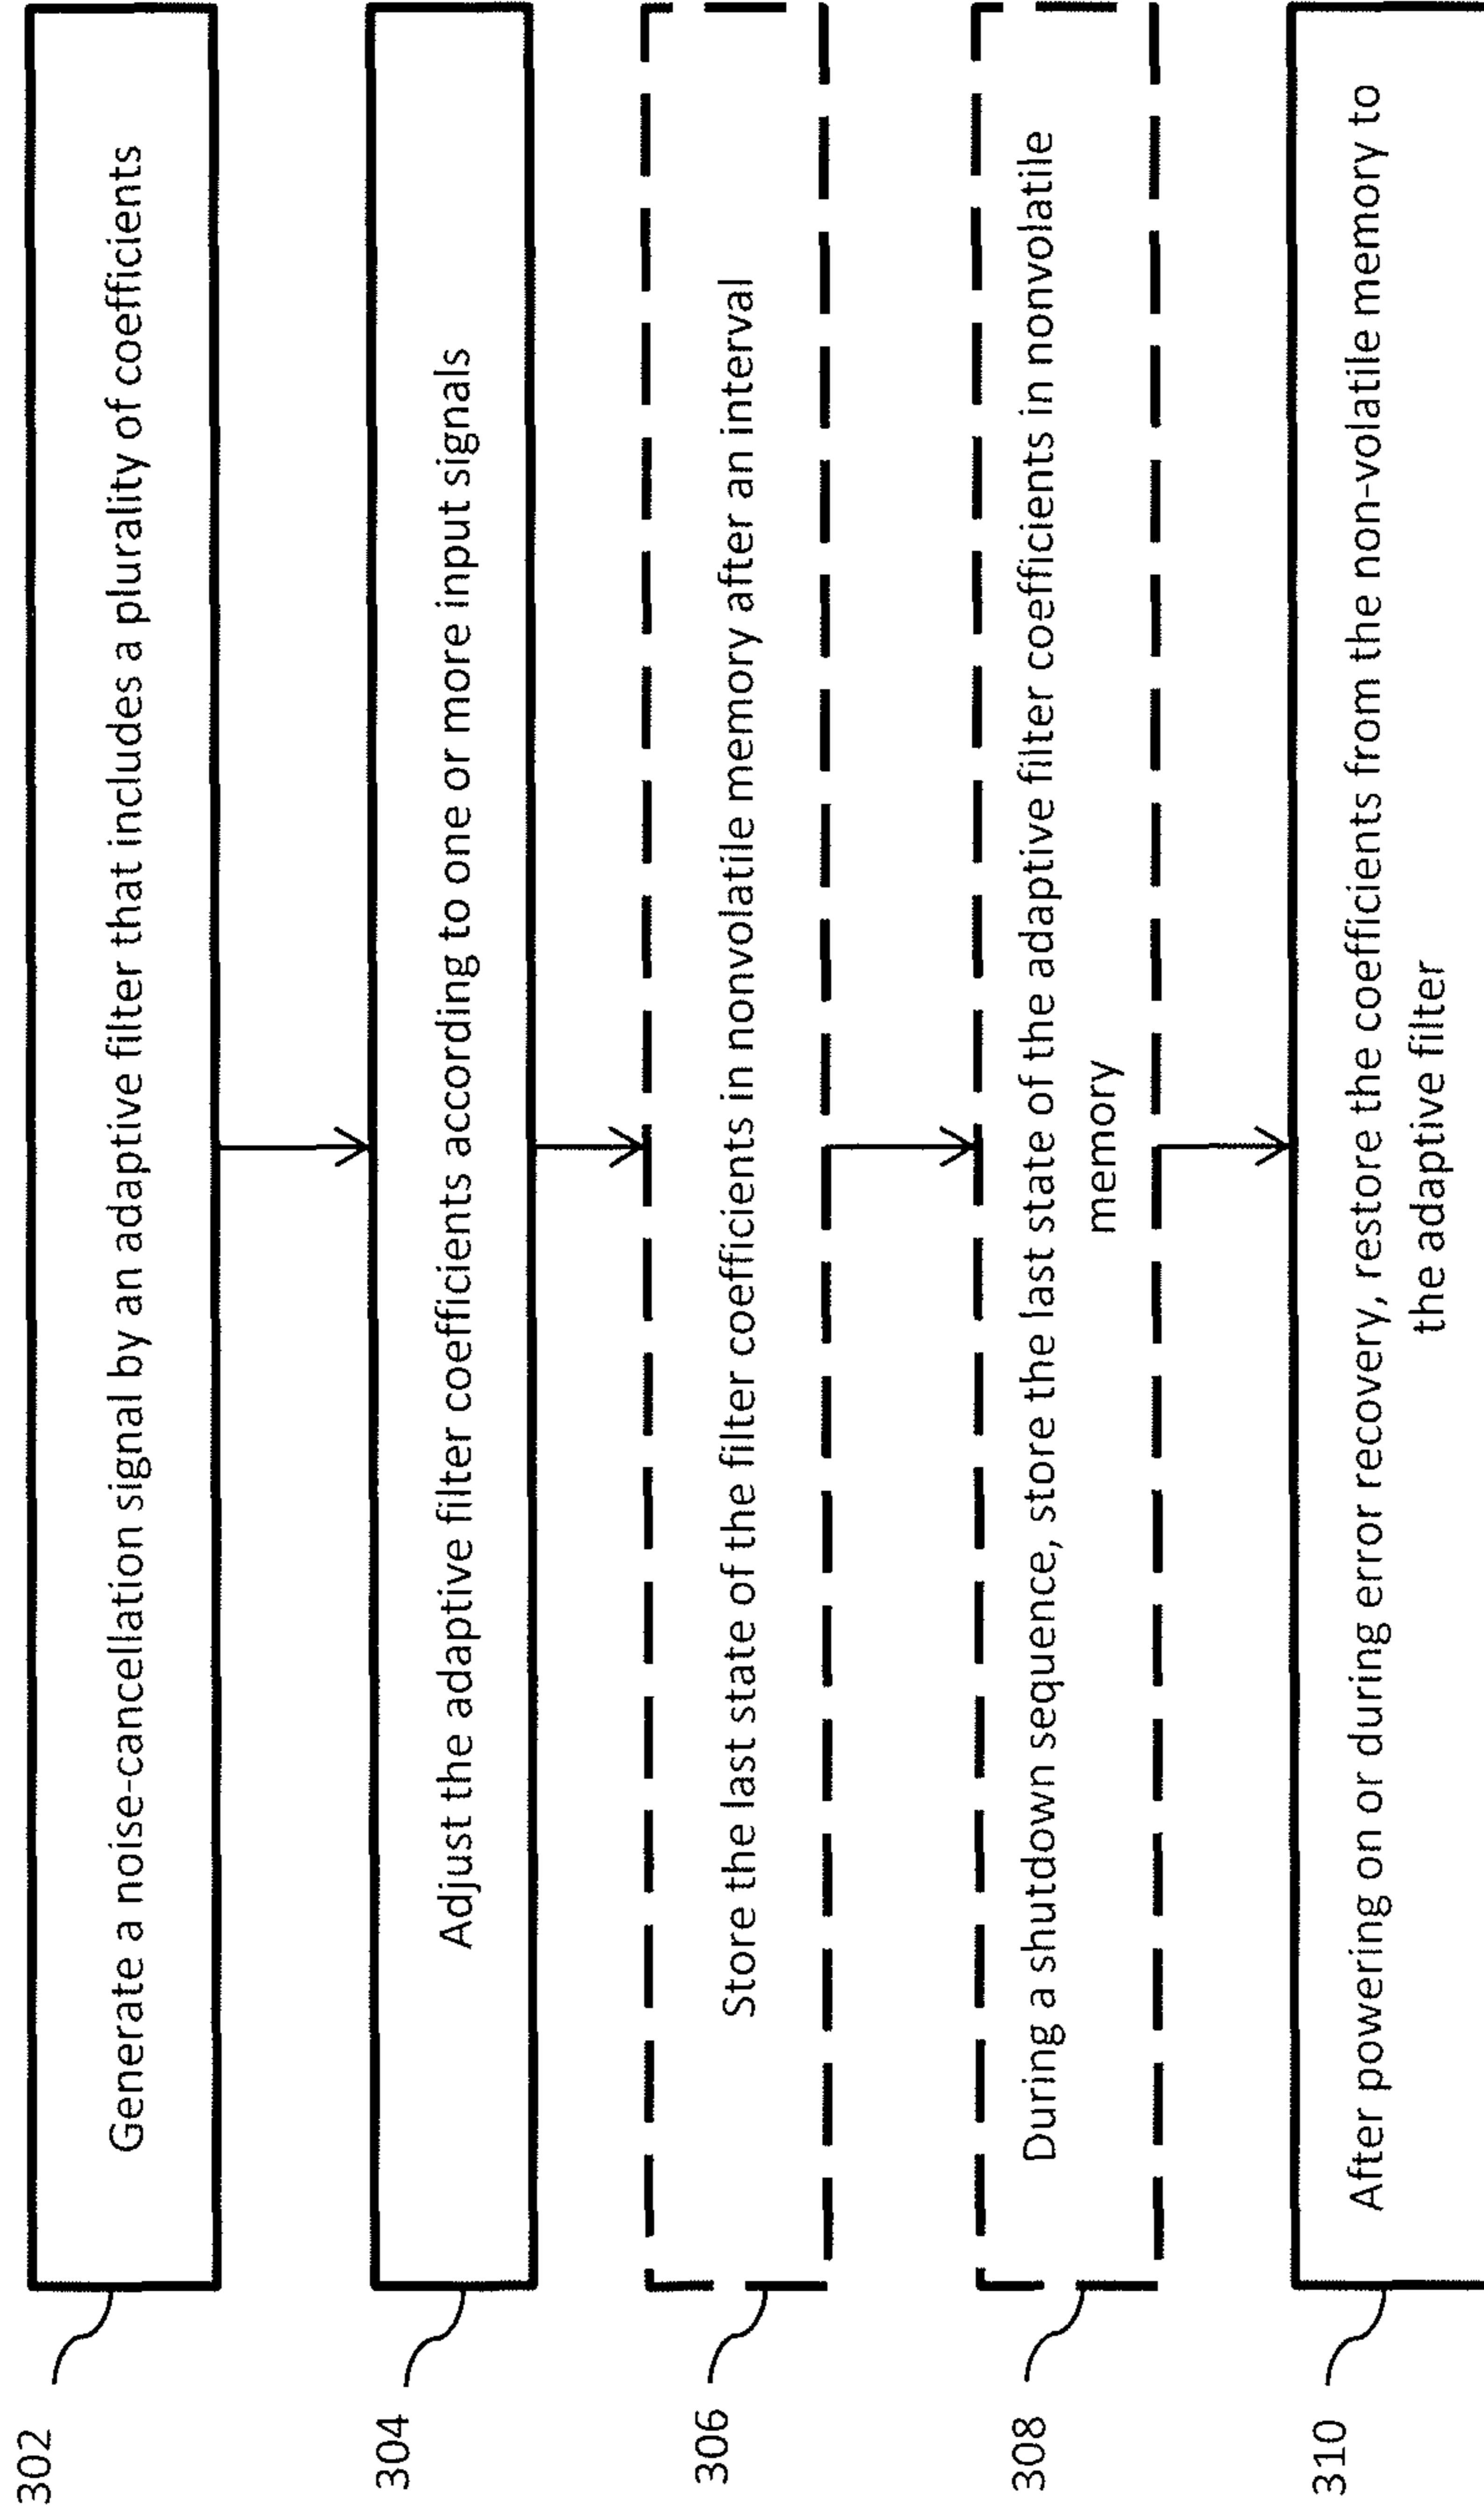 302
Generate a noise-cancellation signal by an adaptive filter that includes a plurality of coefficients
304
Adjust the adaptive filter coefficients according to one or more input signals
306
Store the last state of the filter coefficients in nonvolatile memory after an interval
308
During a shutdown sequence, store the last state of the adaptive filter coefficients in nonvolatile
memory
310
After powering on or during error recovery, restore the coefficients from the non-volatile memory to
the adaptive filter